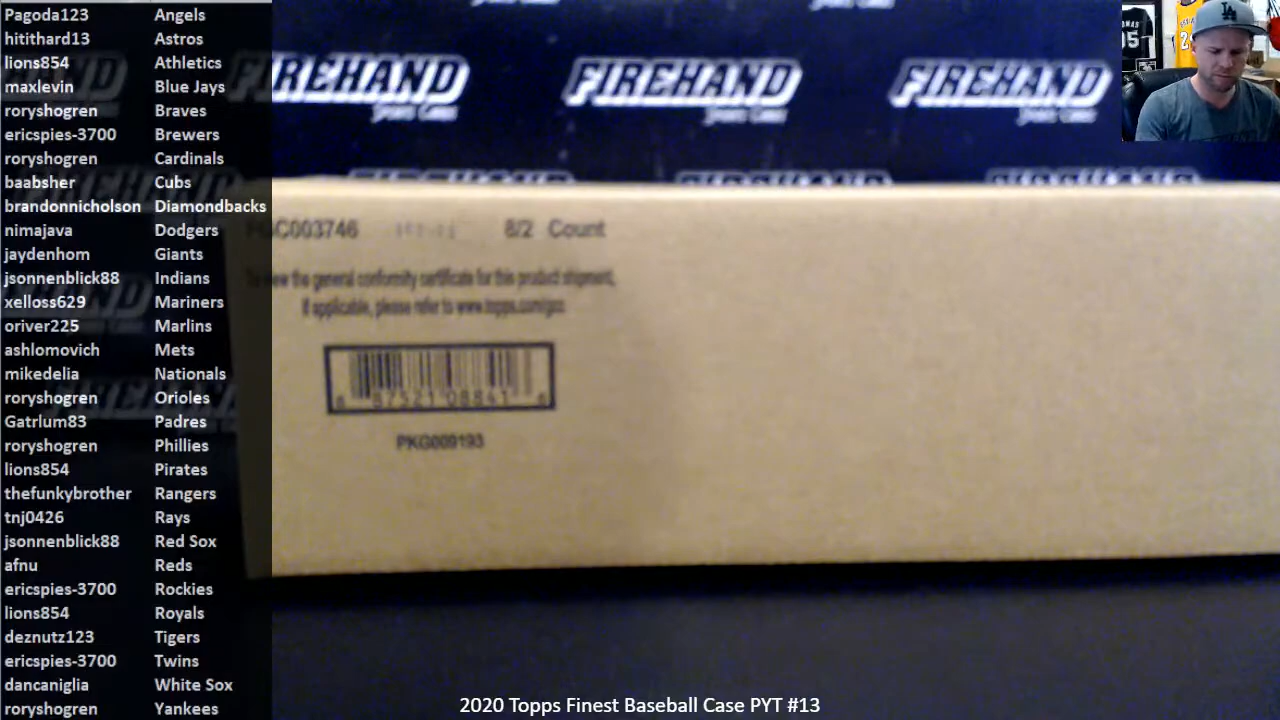 Pagoda123 Angels
hitithard13 Astros
lions854 Athletics
maxlevin Blue Jays
roryshogren Braves
ericspies-3700 Brewers
roryshogren Cardinals
baabsher Cubs
brandonnicholson Diamondbacks
nimajava Dodgers
jaydenhom Giants
jsonnenblick88 Indians
xelloss629 Mariners
oriver225 Marlins
ashlomovich Mets
mikedelia Nationals
roryshogren Orioles
Gatrlum83 Padres
roryshogren Phillies
lions854 Pirates
thefunkybrother Rangers
tnj0426 Rays
jsonnenblick88 Red Sox
afnu Reds
ericspies-3700 Rockies
lions854 Royals
deznutz123 Tigers
ericspies-3700 Twins
dancaniglia White Sox
roryshogren Yankees
FIREHAND FIREHAND FIREHAND
C003746 8/2 Count
the general conformity certificate for this product shipment,
If applicable, please refer to www.topps.com/gcc
PKG009193
LA
2020 Topps Finest Baseball Case PYT #13